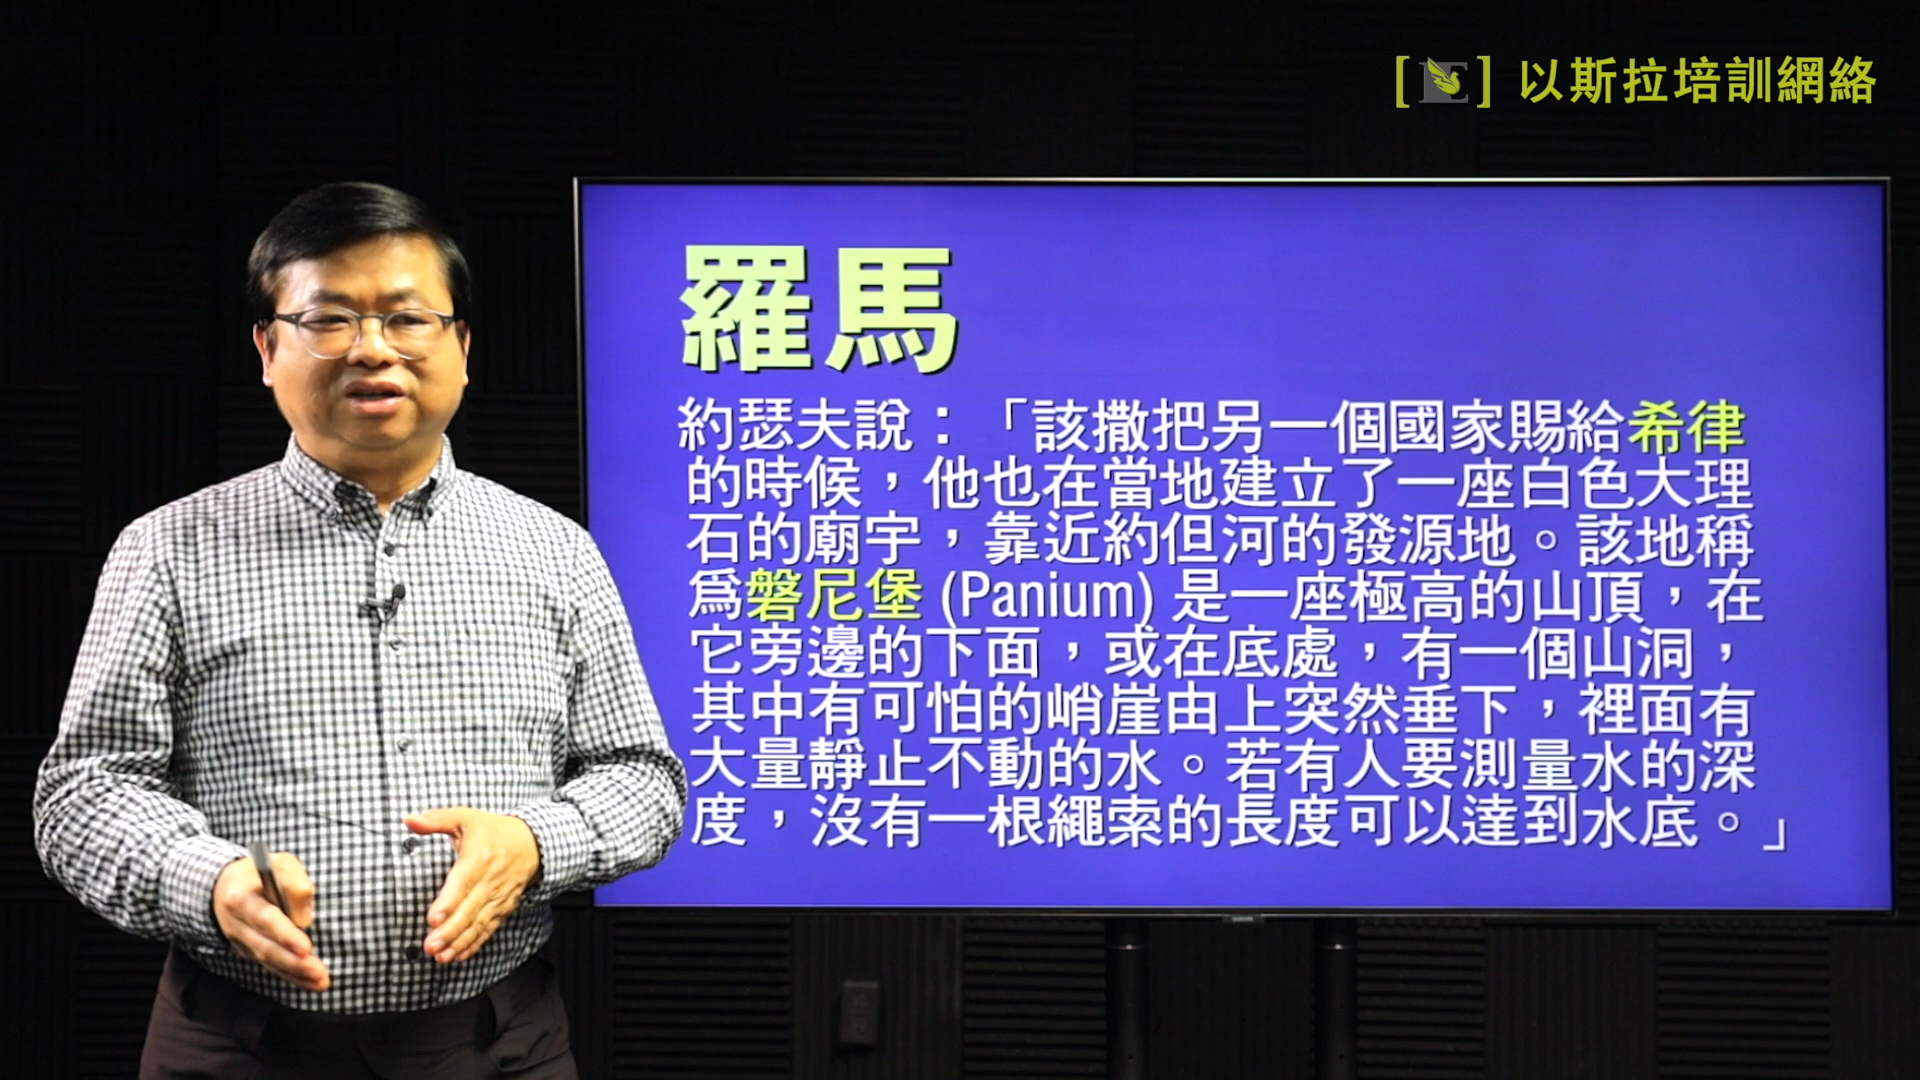 以斯拉培訓網絡
羅馬
約瑟夫說：「該撒把另一個國家賜給希律
的時候，他也在當地建立了一座白色大理
石的廟宇，靠近約但河的發源地。該地稱
爲磐尼堡 (Panium) 是一座極高的山頂，在
它旁邊的下面，或在底處，有一個山洞，
其中有可怕的峭崖由上突然垂下，裡面有
大量靜止不動的水。若有人要測量水的深
度，沒有一根繩索的長度可以達到水底。」